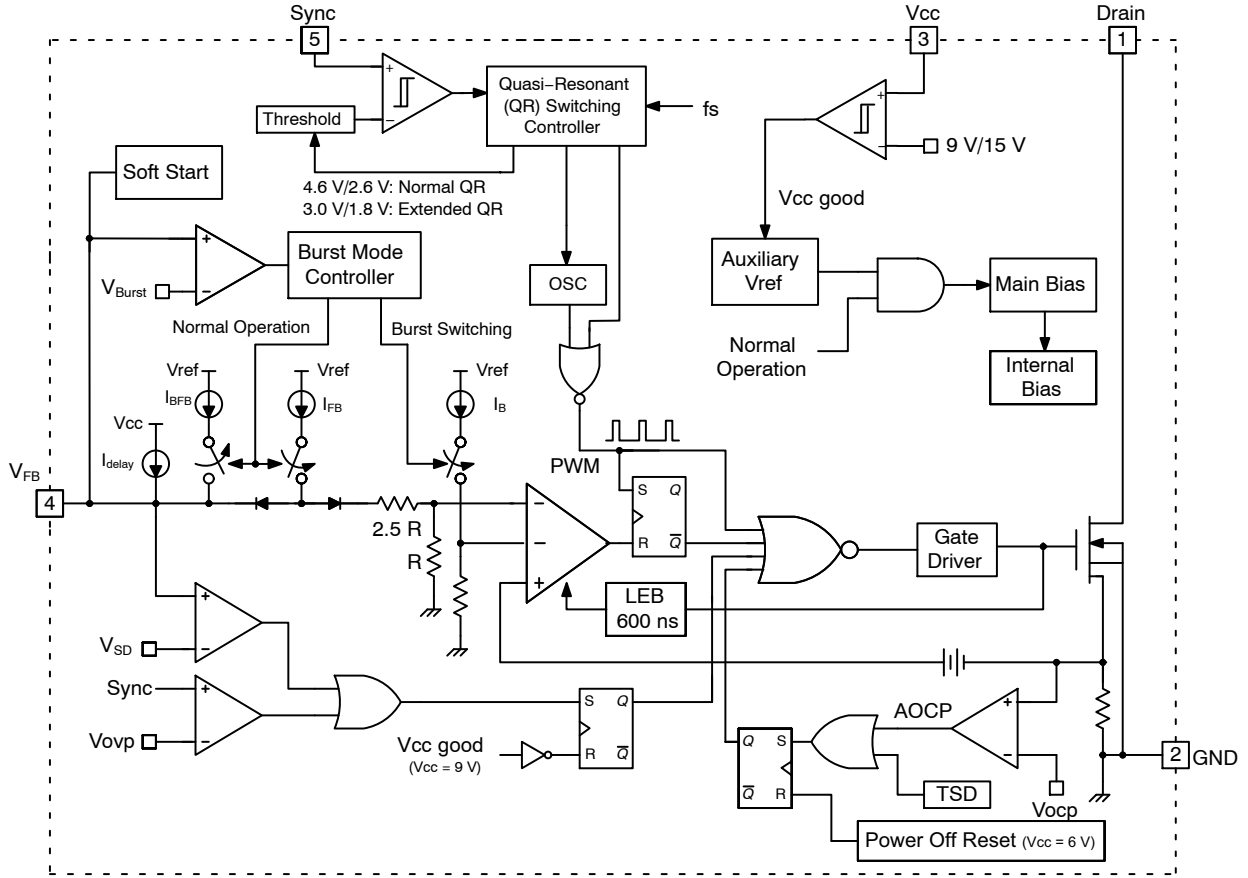 Sync
5
Vcc
3
Drain
1
+
−
Threshold
Quasi−Resonant
(QR) Switching
Controller
fs
+
−
9 V/15 V
4.6 V/2.6 V: Normal QR
3.0 V/1.8 V: Extended QR
Soft Start
Vcc good
+
−
VBurst
Burst Mode
Controller
OSC
Auxiliary
Vref
Main Bias
Normal Operation
Burst Switching
Normal
Operation
Internal
Bias
Vref
IBFB
Vref
IFB
Vref
IB
Vcc
Idelay
VFB
4
PWM
S
Q
R
Q
2.5 R
R
−
−
+
Gate
Driver
LEB
600 ns
+
−
VSD
Sync
+
−
Vovp
S
Q
R
Q
Vcc good
(Vcc = 9 V)
AOCP
+
−
Q
S
Q
R
TSD
Vocp
2
GND
Power Off Reset (Vcc = 6 V)